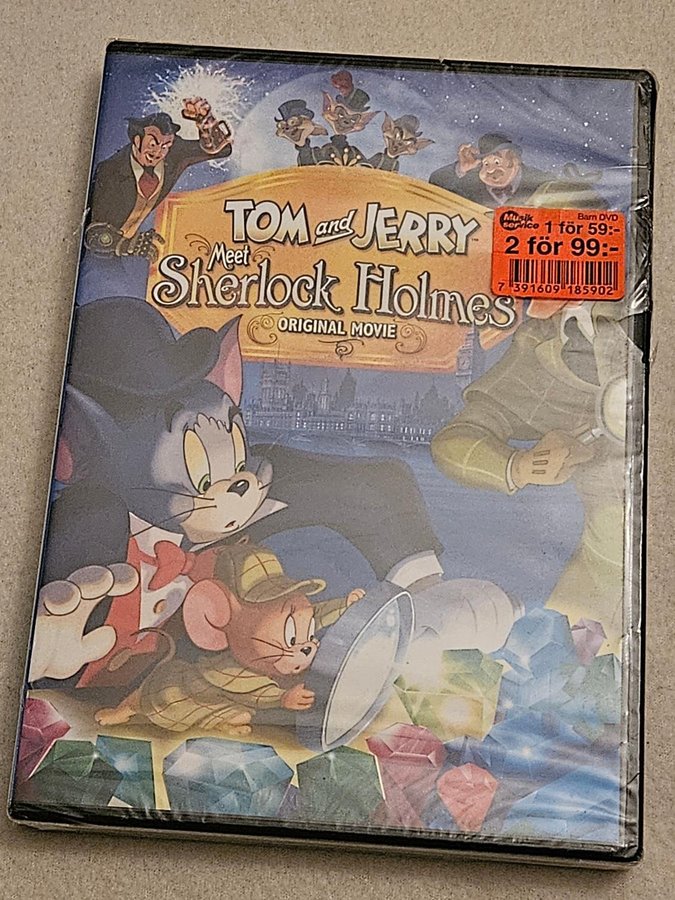 TOM and JERRY™
Meet
Sherlock Holmes
ORIGINAL MOVIE
Musik service
Barn DVD
1 för 59:-
2 för 99:-
7 391609 185902